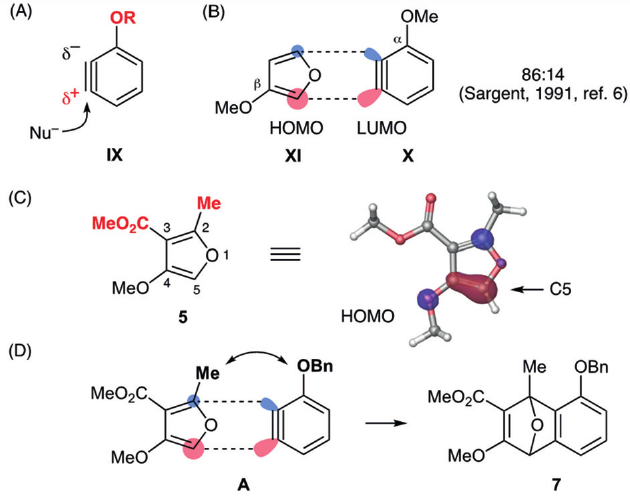 (A)
OR
δ−
δ+
Nu−
IX
(B)
OMe
α
β
O
MeO
HOMO
LUMO
XI
X
86:14
(Sargent, 1991, ref. 6)
(C)
Me
MeO2C
3
2
O 1
4
5
MeO
5
HOMO
C5
(D)
Me
OBn
MeO2C
O
MeO
A
Me
OBn
MeO2C
O
MeO
7